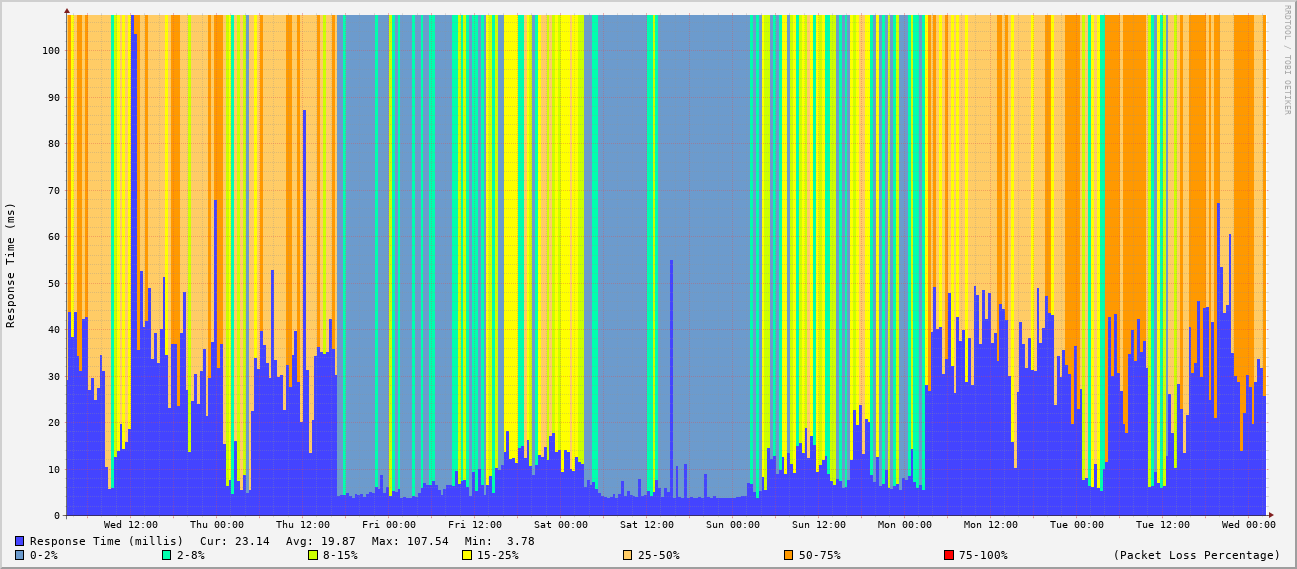 RRDTOOL / TOBI OETIKER
Response Time (ms)
100
90
80
70
60
50
40
30
20
10
0
Wed 12:00 Thu 00:00 Thu 12:00 Fri 00:00 Fri 12:00 Sat 00:00 Sat 12:00 Sun 00:00 Sun 12:00 Mon 00:00 Mon 12:00 Tue 00:00 Tue 12:00 Wed 00:00
Response Time (millis) Cur: 23.14 Avg: 19.87 Max: 107.54 Min: 3.78
0-2% 2-8% 8-15% 15-25% 25-50% 50-75% 75-100% (Packet Loss Percentage)